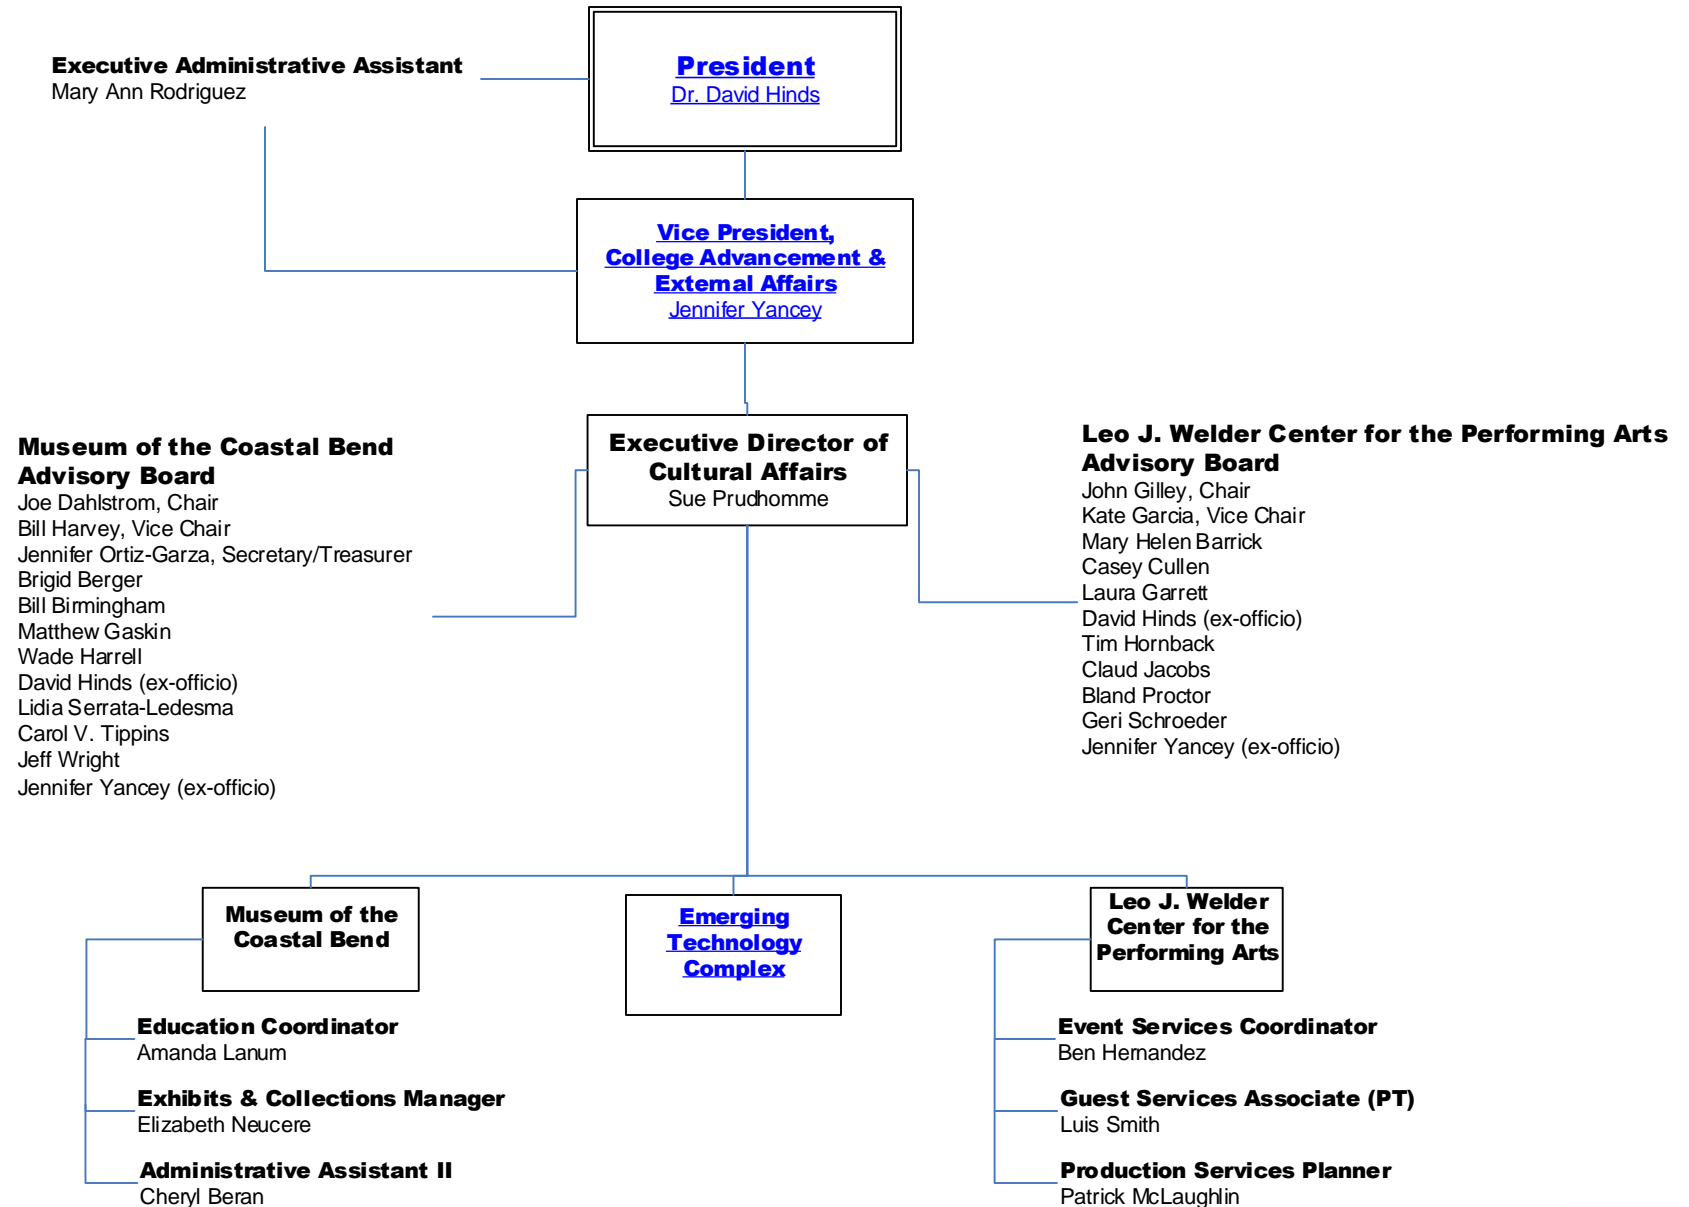 Executive Administrative Assistant
Mary Ann Rodriguez
President
Dr. David Hinds
Vice President,
College Advancement &
External Affairs
Jennifer Yancey
Executive Director of
Cultural Affairs
Sue Prudhomme
Museum of the Coastal Bend
Advisory Board
Joe Dahlstrom, Chair
Bill Harvey, Vice Chair
Jennifer Ortiz-Garza, Secretary/Treasurer
Brigid Berger
Bill Birmingham
Matthew Gaskin
Wade Harrell
David Hinds (ex-officio)
Lidia Serrata-Ledesma
Carol V. Tippins
Jeff Wright
Jennifer Yancey (ex-officio)
Leo J. Welder Center for the Performing Arts
Advisory Board
John Gilley, Chair
Kate Garcia, Vice Chair
Mary Helen Barrick
Casey Cullen
Laura Garrett
David Hinds (ex-officio)
Tim Hornback
Claud Jacobs
Bland Proctor
Geri Schroeder
Jennifer Yancey (ex-officio)
Museum of the
Coastal Bend
Education Coordinator
Amanda Lanum
Exhibits & Collections Manager
Elizabeth Neucere
Administrative Assistant II
Cheryl Beran
Emerging
Technology
Complex
Leo J. Welder
Center for the
Performing Arts
Event Services Coordinator
Ben Hernandez
Guest Services Associate (PT)
Luis Smith
Production Services Planner
Patrick McLaughlin